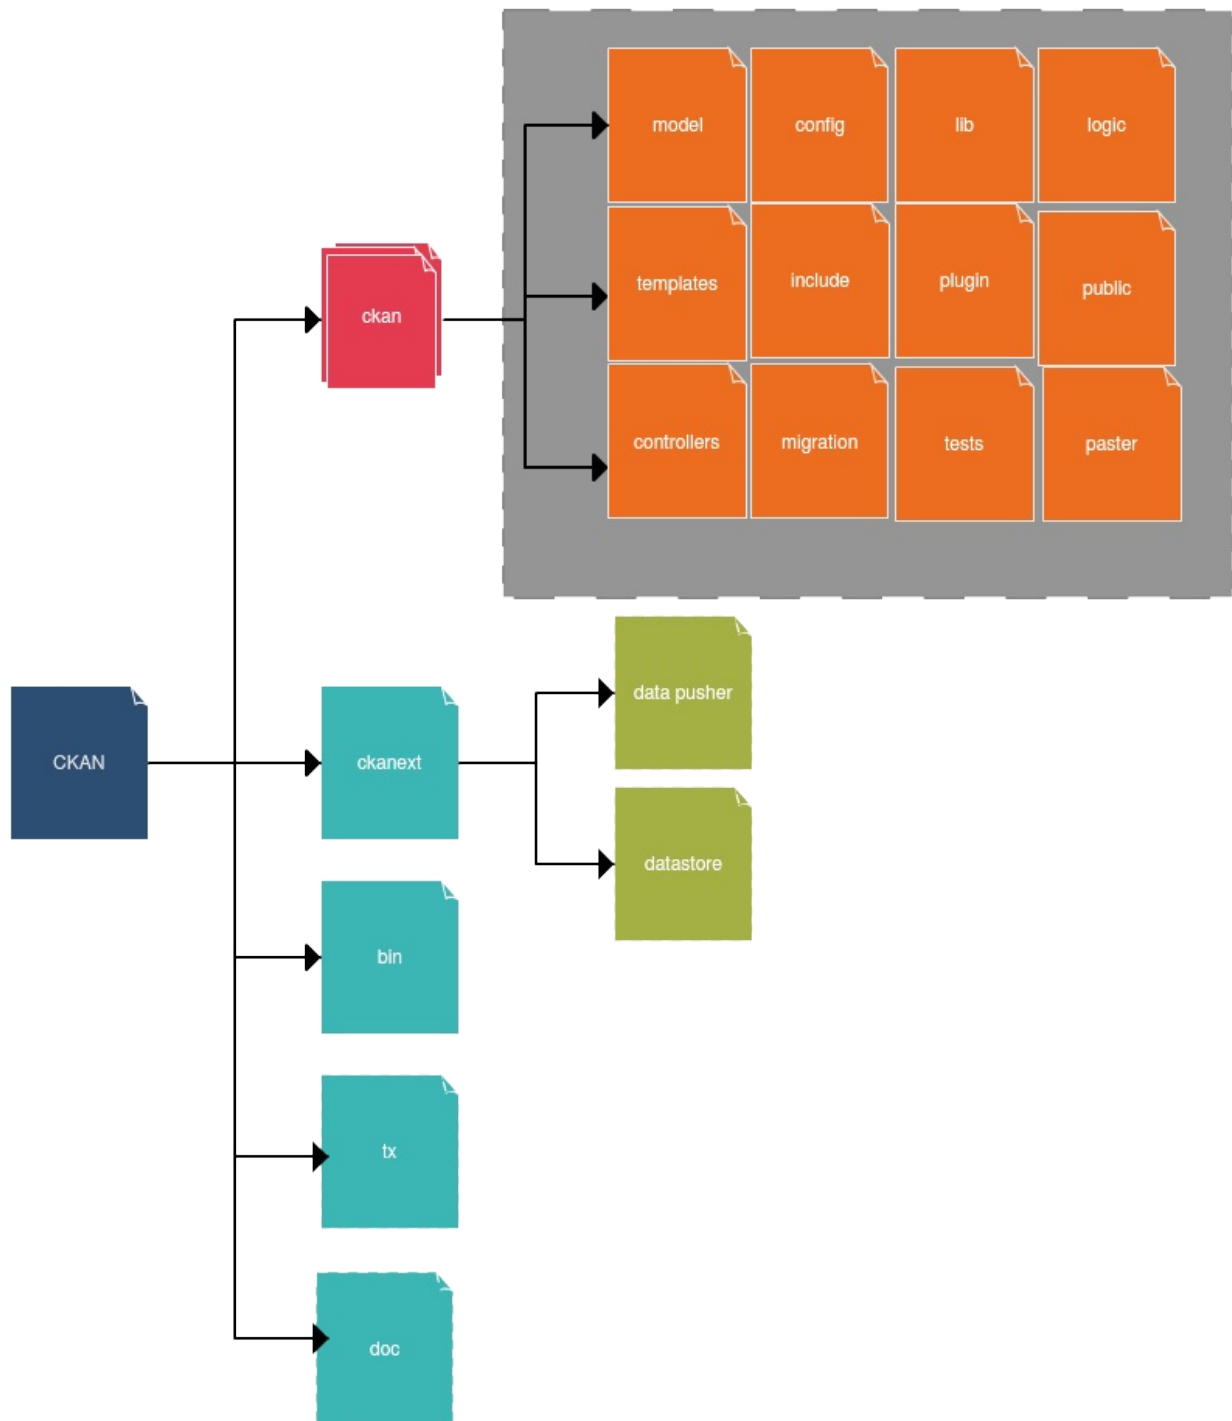 model
config
lib
logic
templates
include
plugin
public
ckan
controllers
migration
tests
paster
data pusher
CKAN
ckanext
datastore
bin
tx
doc